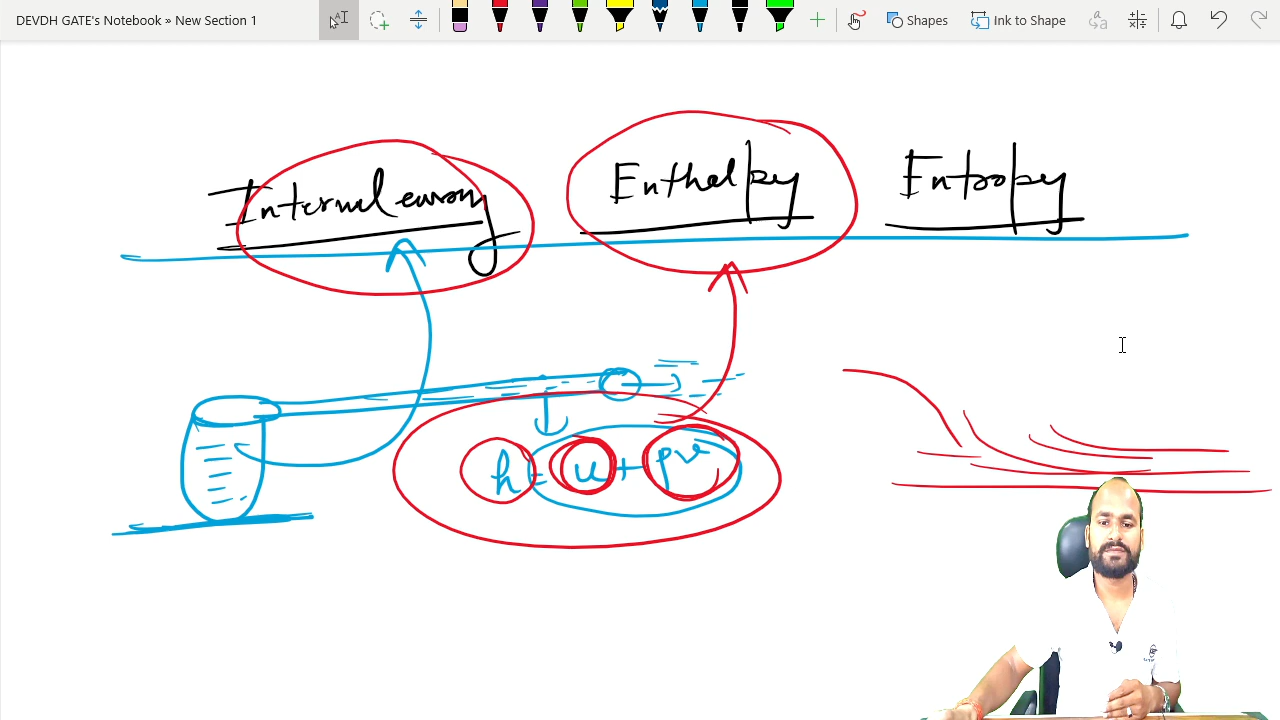 DEVDH GATE's Notebook » New Section 1
Shapes
Ink to Shape
Internal energy Enthalpy Entropy
h = u + pv